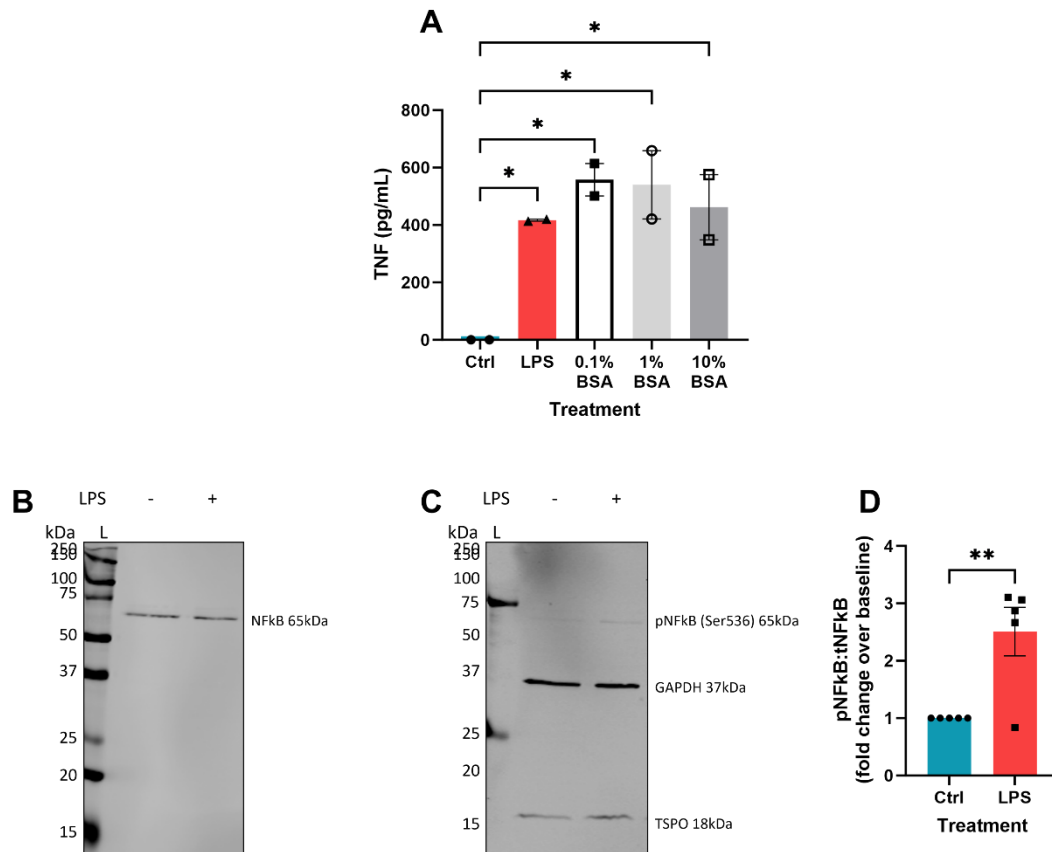 A
*
*
*
*
TNF (pg/mL)
800
600
400
200
0
Ctrl
LPS
0.1%
BSA
1%
BSA
10%
BSA
Treatment
B
LPS
-
+
kDa
L
250
150
100
75
50
37
25
20
15
NFkB 65kDa
C
LPS
-
+
kDa
L
250
150
100
75
50
37
25
20
15
pNFkB (Ser536) 65kDa
GAPDH 37kDa
TSPO 18kDa
D
**
pNFkB:tNFkB
(fold change over baseline)
4
3
2
1
0
Ctrl
LPS
Treatment